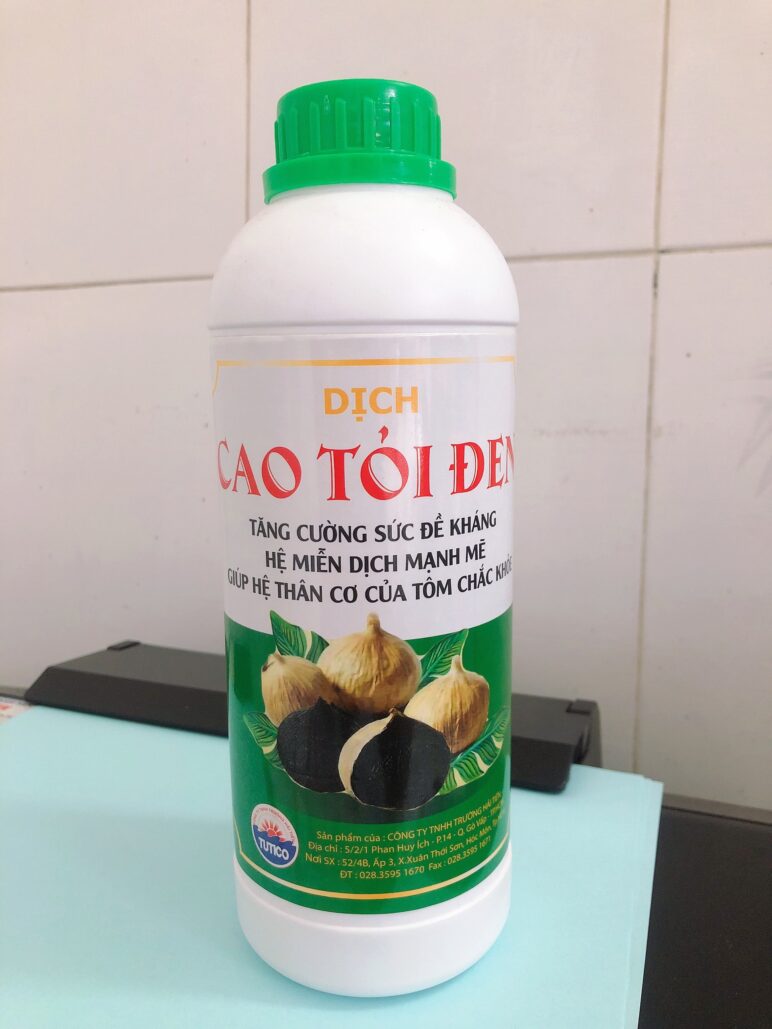 DỊCH
CAO TỎI ĐEN
TĂNG CƯỜNG SỨC ĐỀ KHÁNG
HỆ MIỄN DỊCH MẠNH MẼ
GIÚP HỆ THÂN CƠ CỦA TÔM CHẮC KHỎE
TUTICO
Sản phẩm của : CÔNG TY TNHH TRƯỜNG HẢI TIẾN
Địa chỉ : 5/2/1 Phan Huy Ích - P.14 - Q. Gò Vấp - TPHCM
Nơi SX : 52/4B, Ấp 3, X.Xuân Thới Sơn, Hóc Môn,
ĐT : 028.3595 1670 Fax : 028.3595 1671